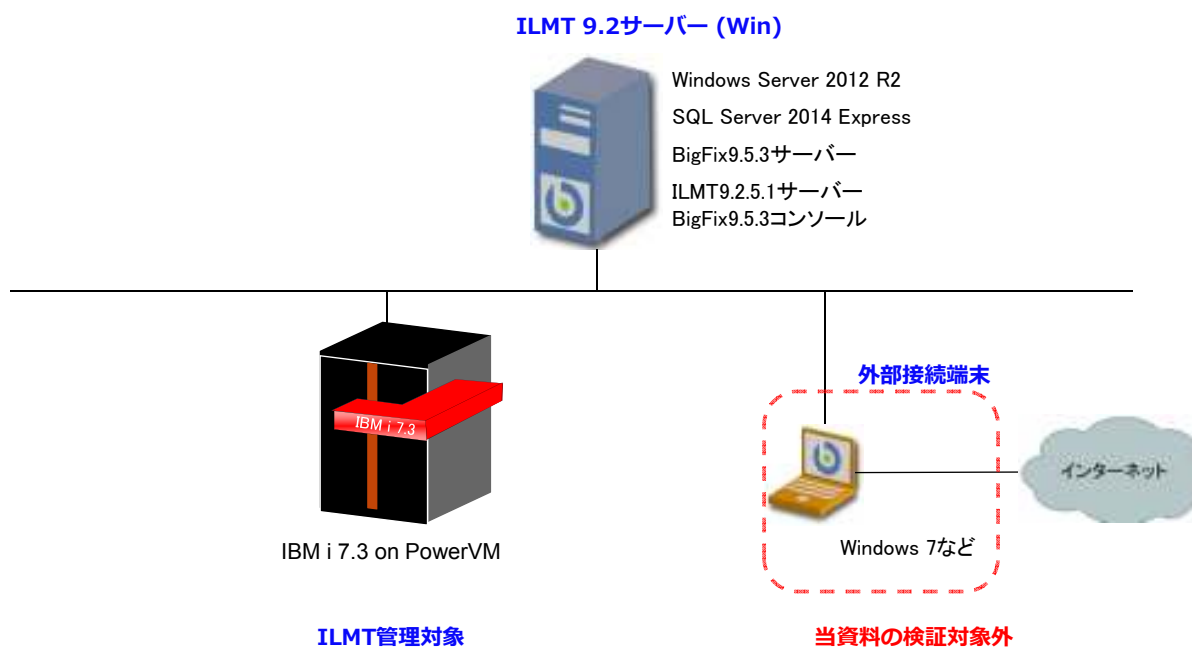 ILMT 9.2サーバー (Win)
Windows Server 2012 R2
SQL Server 2014 Express
BigFix9.5.3サーバー
ILMT9.2.5.1サーバー
BigFix9.5.3コンソール
外部接続端末
IBM i 7.3
インターネット
IBM i 7.3 on PowerVM
Windows 7など
ILMT管理対象
当資料の検証対象外